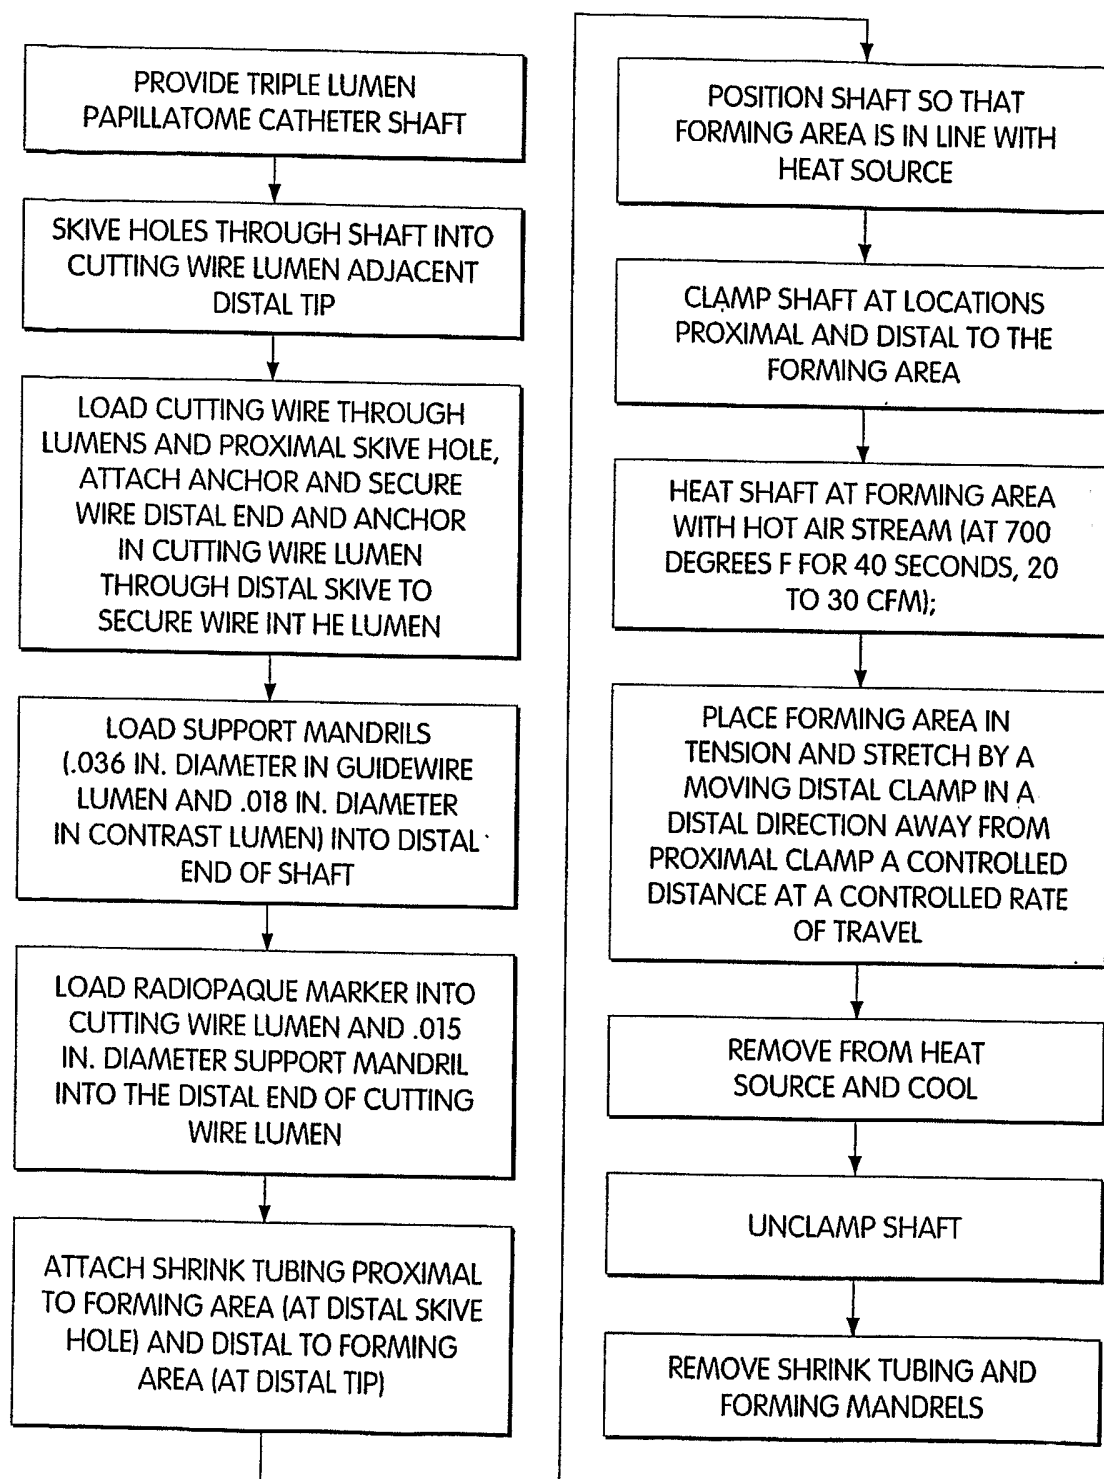 PROVIDE TRIPLE LUMEN
PAPILLATOME CATHETER SHAFT
SKIVE HOLES THROUGH SHAFT INTO
CUTTING WIRE LUMEN ADJACENT
DISTAL TIP
LOAD CUTTING WIRE THROUGH
LUMENS AND PROXIMAL SKIVE HOLE,
ATTACH ANCHOR AND SECURE
WIRE DISTAL END AND ANCHOR
IN CUTTING WIRE LUMEN
THROUGH DISTAL SKIVE TO
SECURE WIRE INT HE LUMEN
LOAD SUPPORT MANDRILS
(.036 IN. DIAMETER IN GUIDEWIRE
LUMEN AND .018 IN. DIAMETER
IN CONTRAST LUMEN) INTO DISTAL
END OF SHAFT
LOAD RADIOPAQUE MARKER INTO
CUTTING WIRE LUMEN AND .015
IN. DIAMETER SUPPORT MANDRIL
INTO THE DISTAL END OF CUTTING
WIRE LUMEN
ATTACH SHRINK TUBING PROXIMAL
TO FORMING AREA (AT DISTAL SKIVE
HOLE) AND DISTAL TO FORMING
AREA (AT DISTAL TIP)
POSITION SHAFT SO THAT
FORMING AREA IS IN LINE WITH
HEAT SOURCE
CLAMP SHAFT AT LOCATIONS
PROXIMAL AND DISTAL TO THE
FORMING AREA
HEAT SHAFT AT FORMING AREA
WITH HOT AIR STREAM (AT 700
DEGREES F FOR 40 SECONDS, 20
TO 30 CFM);
PLACE FORMING AREA IN
TENSION AND STRETCH BY A
MOVING DISTAL CLAMP IN A
DISTAL DIRECTION AWAY FROM
PROXIMAL CLAMP A CONTROLLED
DISTANCE AT A CONTROLLED RATE
OF TRAVEL
REMOVE FROM HEAT
SOURCE AND COOL
UNCLAMP SHAFT
REMOVE SHRINK TUBING AND
FORMING MANDRELS